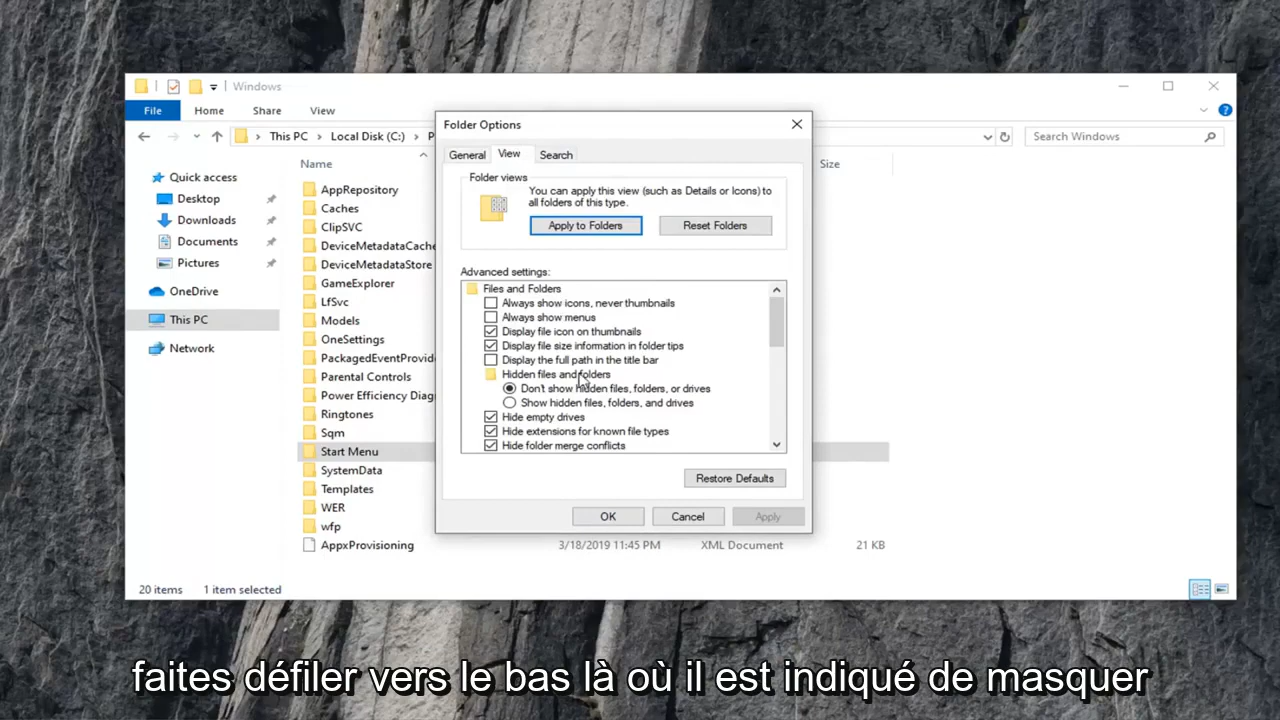 Windows
File Home Share View
This PC Local Disk (C:) P
Search Windows
Name
Size
Quick access
Desktop
Downloads
Documents
Pictures
OneDrive
This PC
Network
AppRepository
Caches
ClipSVC
DeviceMetadataCache
DeviceMetadataStore
GameExplorer
LfSvc
Models
OneSettings
PackagedEventProvide
Parental Controls
Power Efficiency Diagn
Ringtones
Sqm
Start Menu
SystemData
Templates
WER
wfp
AppxProvisioning 3/18/2019 11:45 PM XML Document 21 KB
20 items 1 item selected
Folder Options
General View Search
Folder views
You can apply this view (such as Details or Icons) to
all folders of this type.
Apply to Folders Reset Folders
Advanced settings:
Files and Folders
Always show icons, never thumbnails
Always show menus
Display file icon on thumbnails
Display file size information in folder tips
Display the full path in the title bar
Hidden files and folders
Don't show hidden files, folders, or drives
Show hidden files, folders, and drives
Hide empty drives
Hide extensions for known file types
Hide folder merge conflicts
Restore Defaults
OK Cancel Apply
faites défiler vers le bas là où il est indiqué de masquer